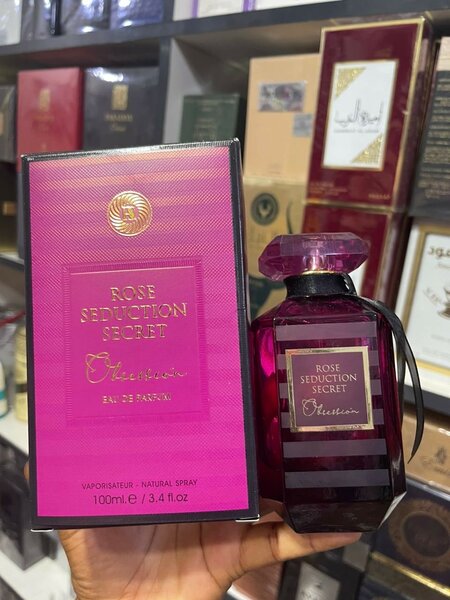 ROSE
SEDUCTION
SECRET
Obsession
EAU DE PARFUM
VAPORISATEUR - NATURAL SPRAY
100ml.e / 3.4 fl.oz
ROSE
SEDUCTION
SECRET
Obsession